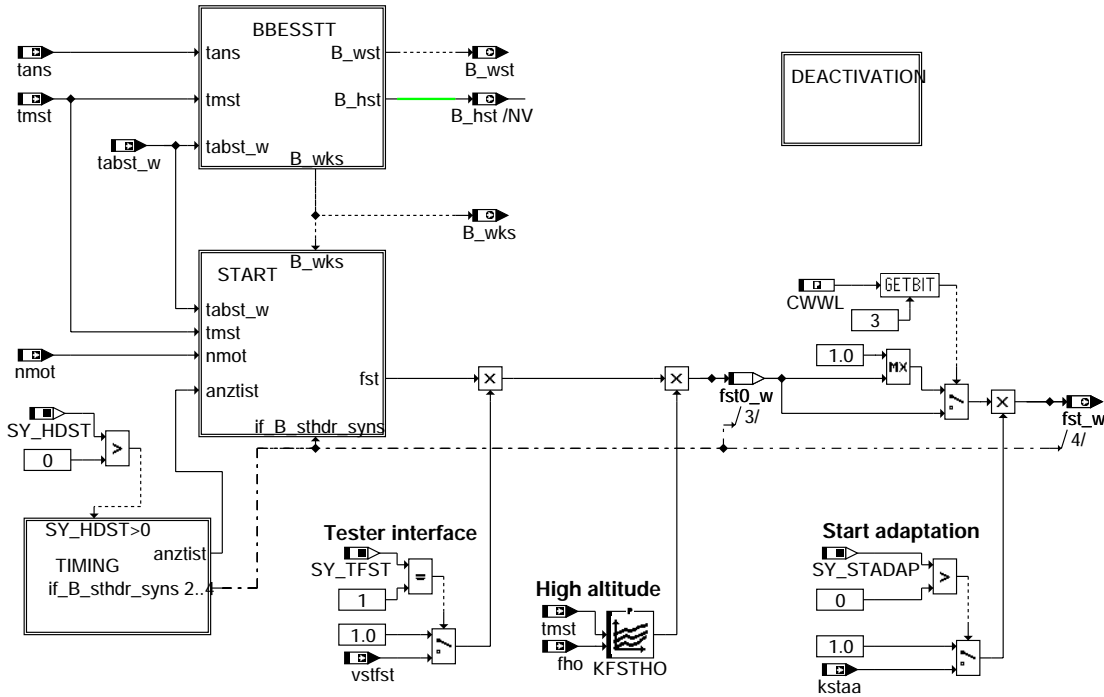 BBESSTT
tans
B_wst
tans
B_wst
DEACTIVATION
tmst
B_hst
tmst
B_hst /NV
tabst_w
B_wks
tabst_w
B_wks
B_wks
START
tabst_w
tmst
nmot
nmot
anztist
fst
if_B_sthdr_syns
CWWL
GETBIT
3
1.0
MX
fst0_w
3/
fst_w
4/
SY_HDST
0
>
SY_HDST>0
anztist
TIMING
if_B_sthdr_syns 2..4
Tester interface
SY_TFST
=
1
1.0
vstfst
High altitude
tmst
fho
P
KFSTHO
Start adaptation
SY_STADAP
>
0
1.0
kstaa